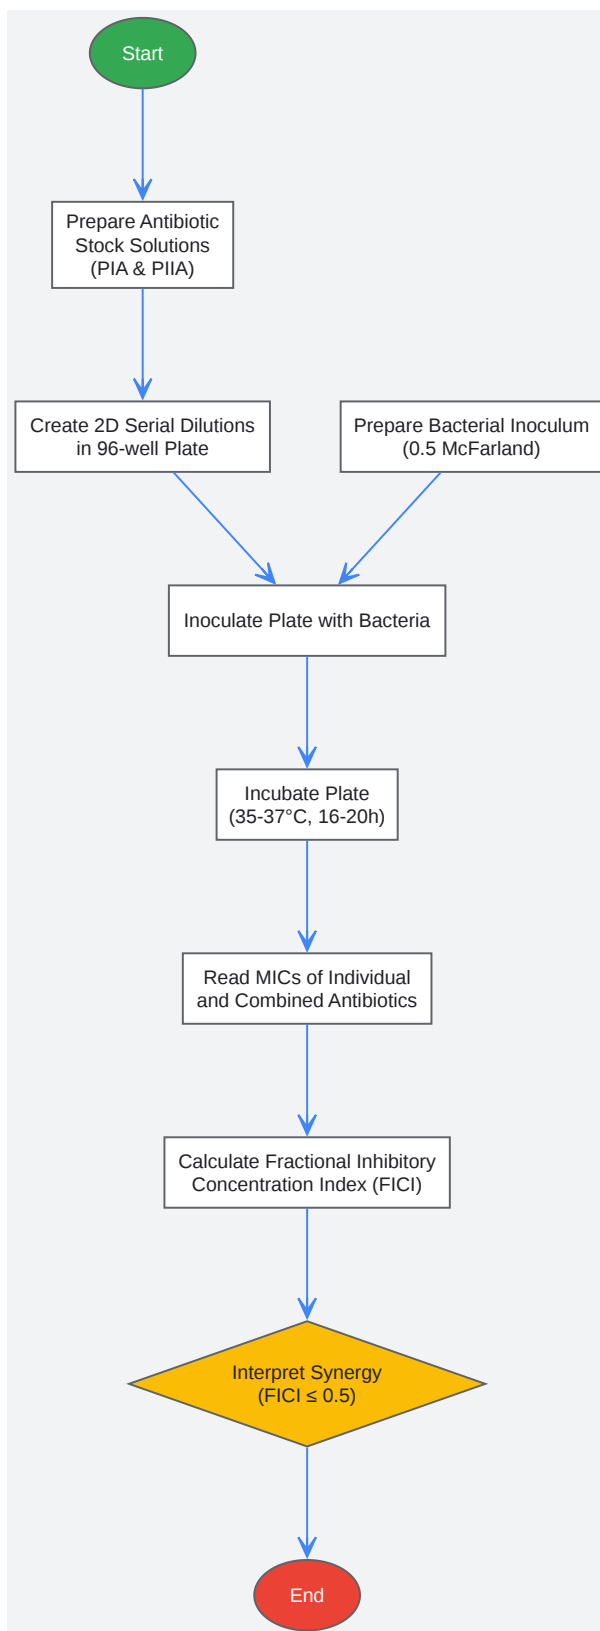 Start
Prepare Antibiotic
Stock Solutions
(PIA & PIIA)
Create 2D Serial Dilutions
in 96-well Plate
Prepare Bacterial Inoculum
(0.5 McFarland)
Inoculate Plate with Bacteria
Incubate Plate
(35-37°C, 16-20h)
Read MICs of Individual
and Combined Antibiotics
Calculate Fractional Inhibitory
Concentration Index (FICI)
Interpret Synergy
(FICI ≤ 0.5)
End